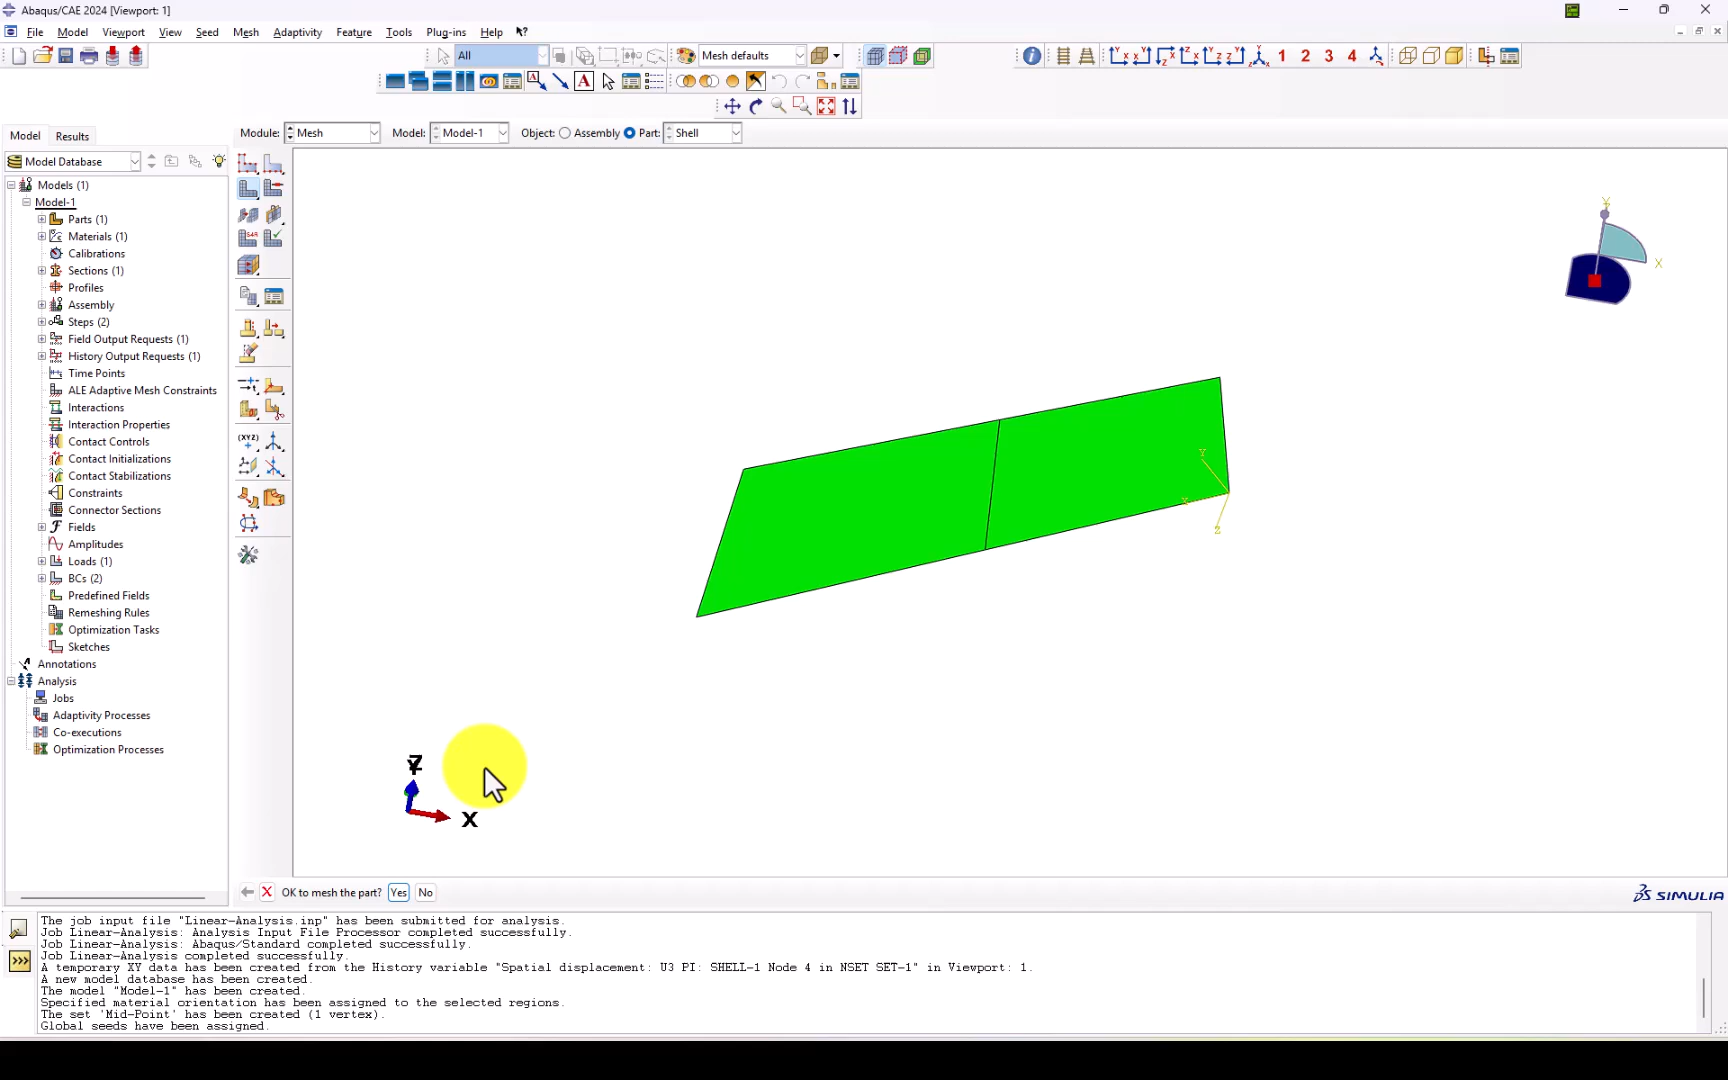 Abaqus/CAE 2024 [Viewport: 1]
File Model Viewport View Seed Mesh Adaptivity Feature Tools Plug-ins Help
All
Mesh defaults
1 2 3 4
Model Results
Module: Mesh Model: Model-1 Object: Assembly Part: Shell
Model Database
Models (1)
Model-1
Parts (1)
Materials (1)
Calibrations
Sections (1)
Profiles
Assembly
Steps (2)
Field Output Requests (1)
History Output Requests (1)
Time Points
ALE Adaptive Mesh Constraints
Interactions
Interaction Properties
Contact Controls
Contact Initializations
Contact Stabilizations
Constraints
Connector Sections
Fields
Amplitudes
Loads (1)
BCs (2)
Predefined Fields
Remeshing Rules
Optimization Tasks
Sketches
Annotations
Analysis
Jobs
Adaptivity Processes
Co-executions
Optimization Processes
Y
X
Y
Z
X
OK to mesh the part? Yes No
SIMULIA
The job input file "Linear-Analysis.inp" has been submitted for analysis.
Job Linear-Analysis: Analysis Input File Processor completed successfully.
Job Linear-Analysis: Abaqus/Standard completed successfully.
Job Linear-Analysis completed successfully.
A temporary XY data has been created from the History variable "Spatial displacement: U3 PI: SHELL-1 Node 4 in NSET SET-1" in Viewport: 1.
A new model database has been created.
The model "Model-1" has been created.
Specified material orientation has been assigned to the selected regions.
The set 'Mid-Point' has been created (1 vertex).
Global seeds have been assigned.